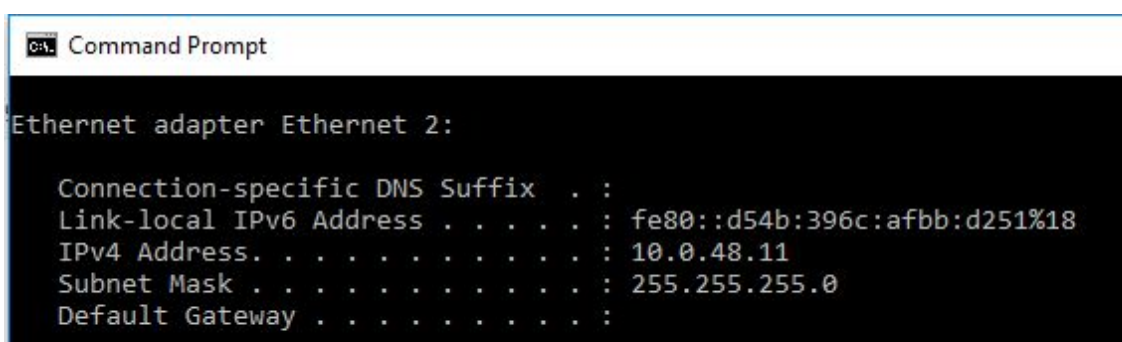 Command Prompt
Ethernet adapter Ethernet 2:
Connection-specific DNS Suffix  . :
Link-local IPv6 Address . . . . . : fe80::d54b:396c:afbb:d251%18
IPv4 Address. . . . . . . . . . . : 10.0.48.11
Subnet Mask . . . . . . . . . . . : 255.255.255.0
Default Gateway . . . . . . . . . :